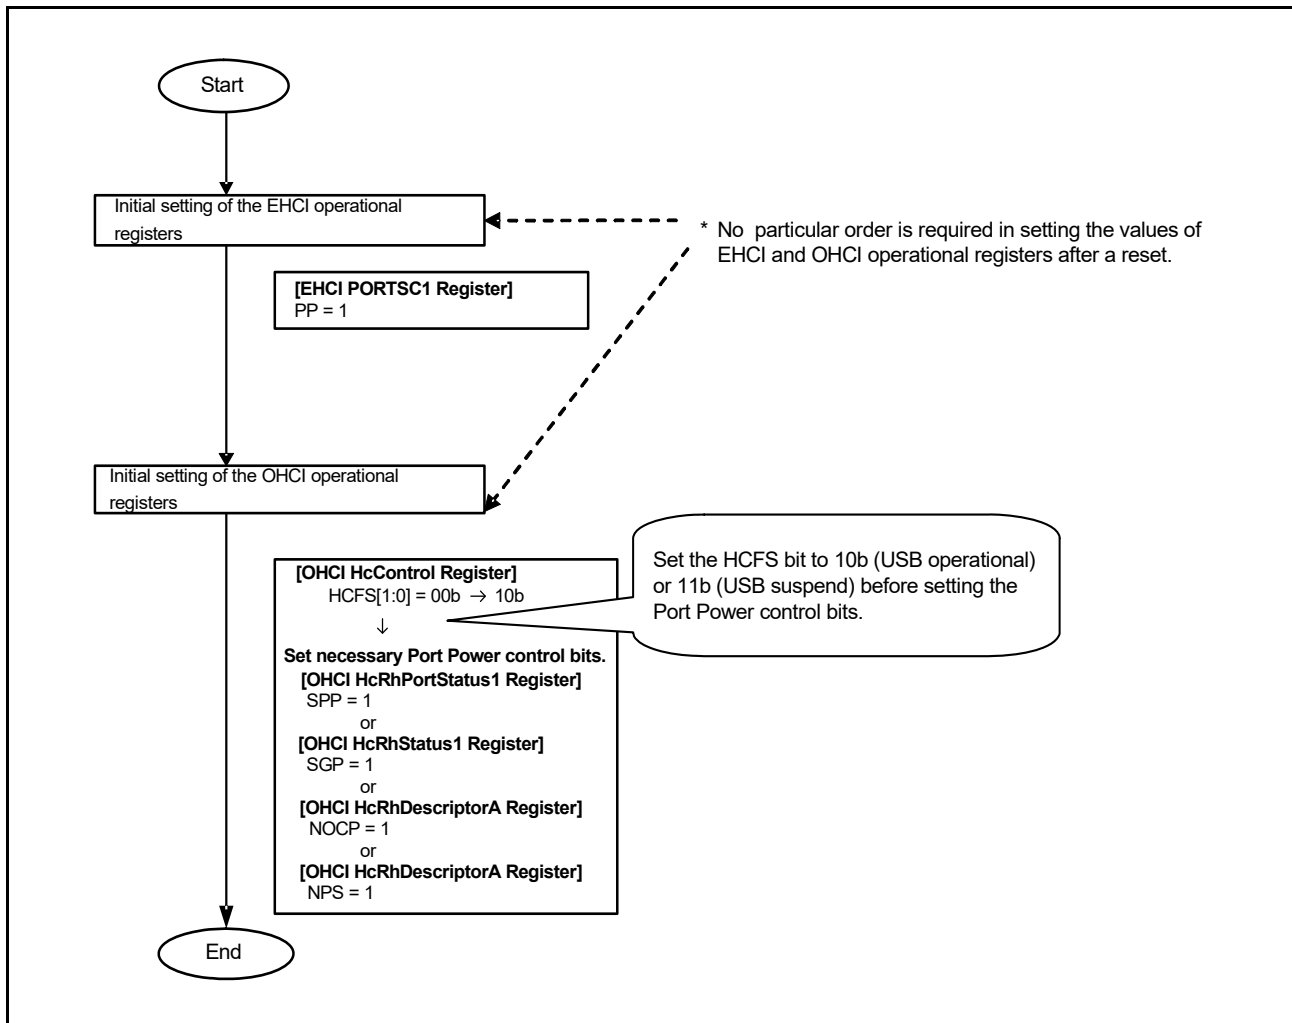 Start
Initial setting of the EHCI operational
registers
* No particular order is required in setting the values of
EHCI and OHCI operational registers after a reset.
[EHCI PORTSC1 Register]
PP = 1
Initial setting of the OHCI operational
registers
Set the HCFS bit to 10b (USB operational)
or 11b (USB suspend) before setting the
Port Power control bits.
[OHCI HcControl Register]
HCFS[1:0] = 00b → 10b
↓
Set necessary Port Power control bits.
[OHCI HcRhPortStatus1 Register]
SPP = 1
or
[OHCI HcRhStatus1 Register]
SGP = 1
or
[OHCI HcRhDescriptorA Register]
NOCP = 1
or
[OHCI HcRhDescriptorA Register]
NPS = 1
End